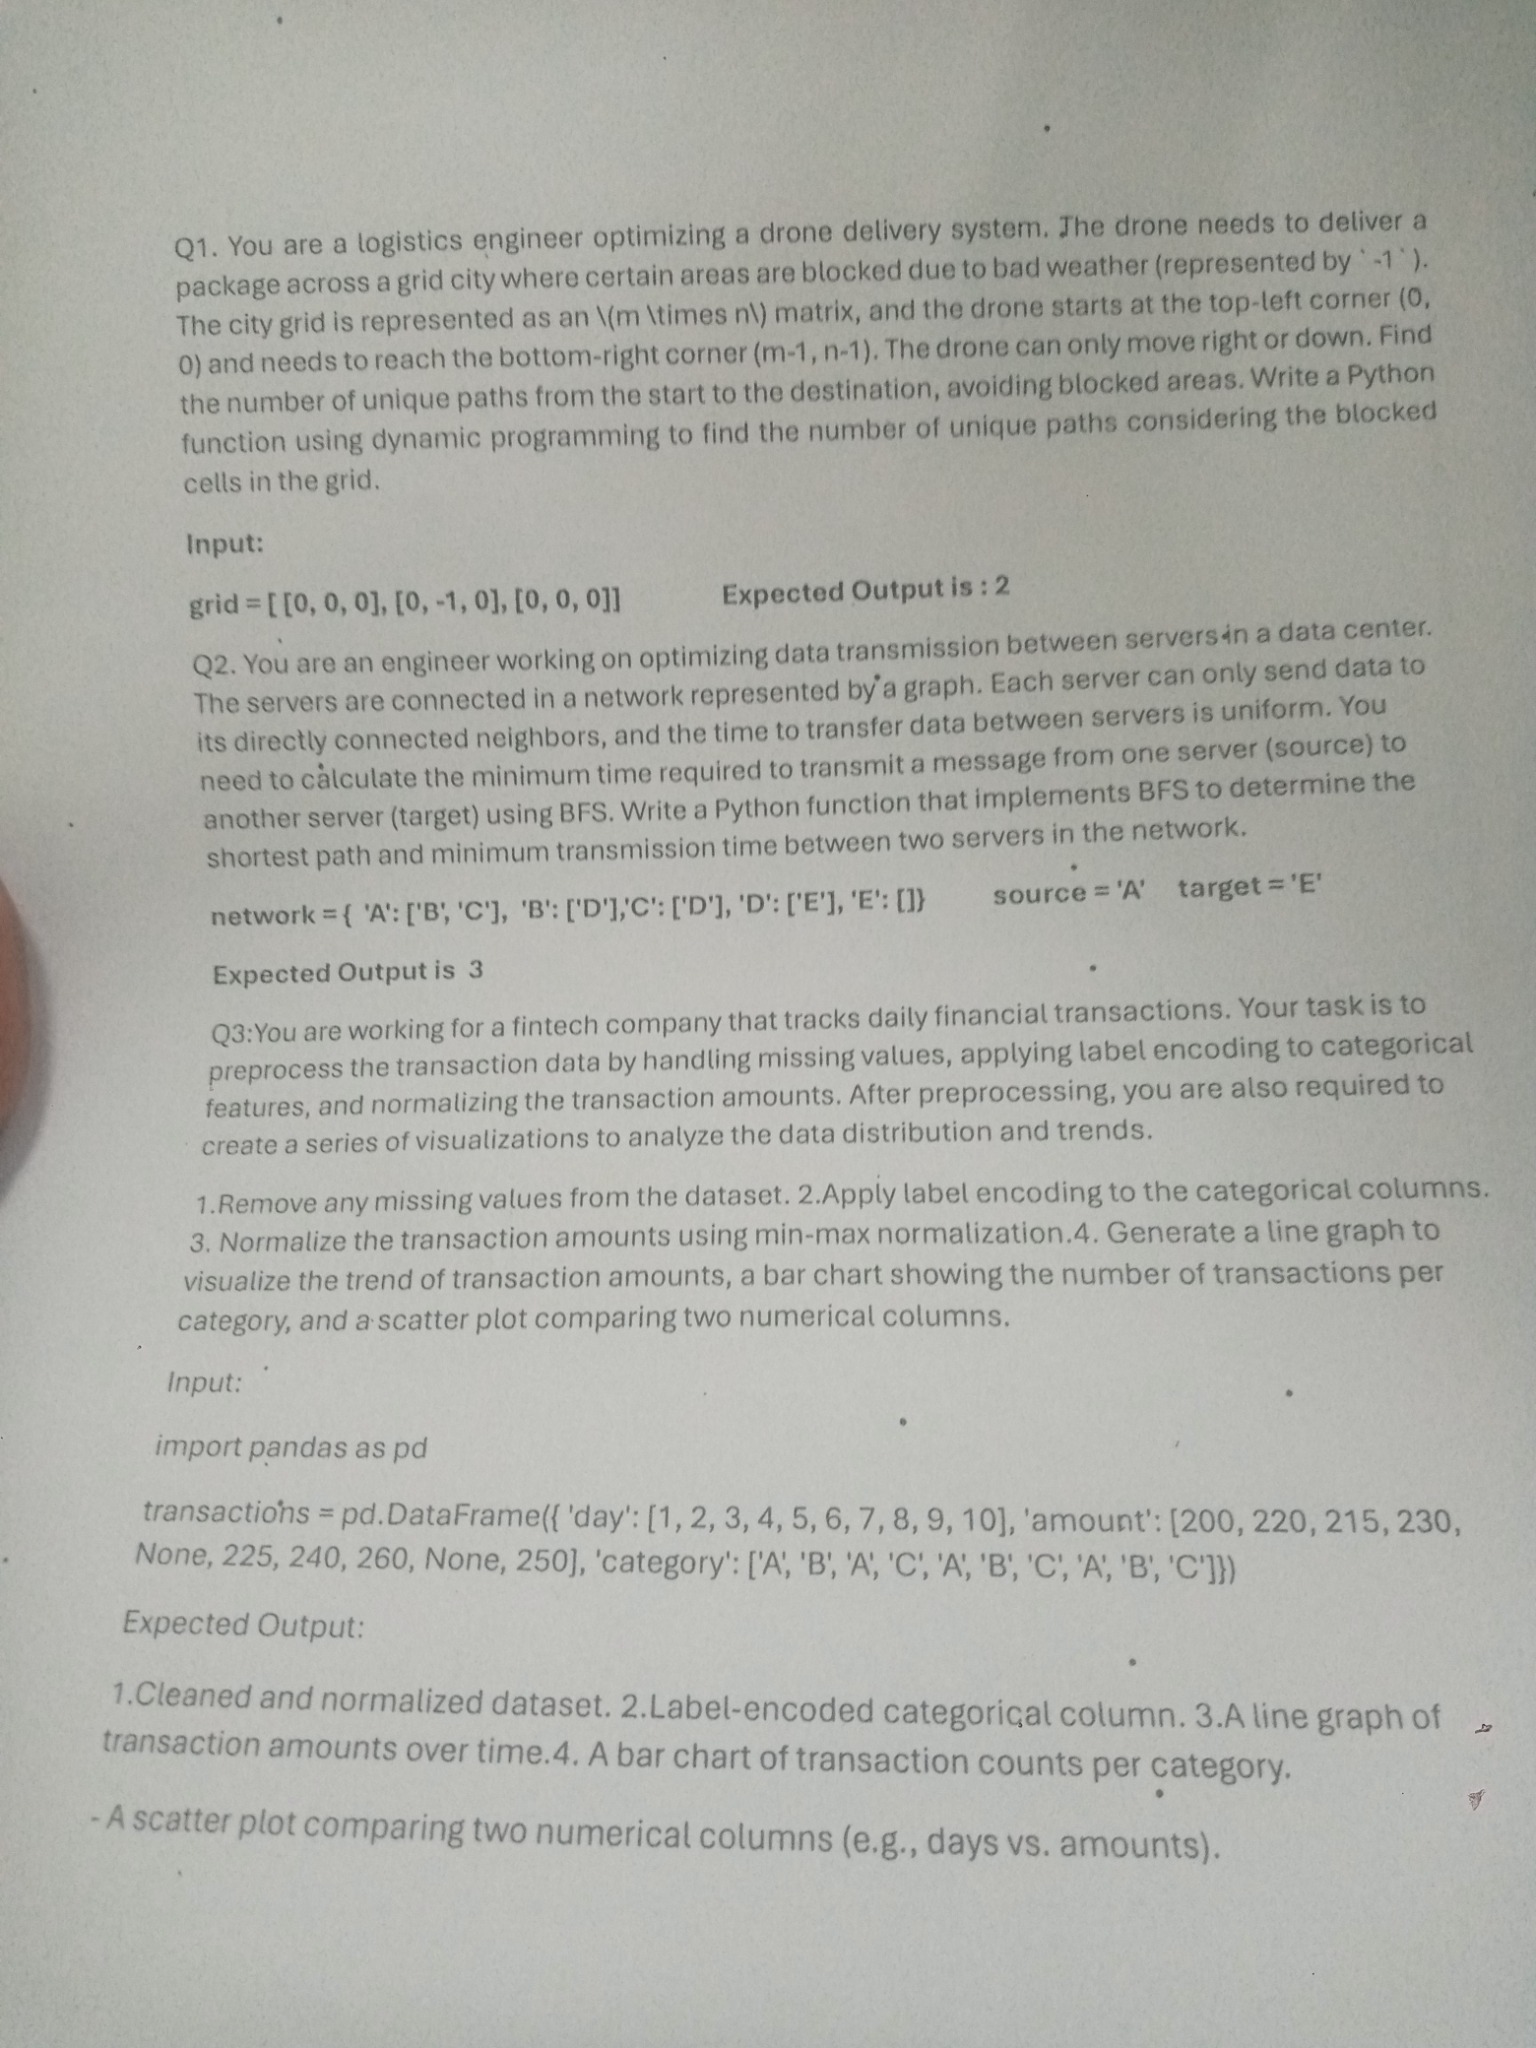 Q1. You are a logistics engineer optimizing a drone delivery system. The drone needs to deliver a
package across a grid city where certain areas are blocked due to bad weather (represented by `-1`).
The city grid is represented as an \(m \times n\) matrix, and the drone starts at the top-left corner (0,
0) and needs to reach the bottom-right corner (m-1, n-1). The drone can only move right or down. Find
the number of unique paths from the start to the destination, avoiding blocked areas. Write a Python
function using dynamic programming to find the number of unique paths considering the blocked
cells in the grid.
Input:
grid = [ [0, 0, 0], [0, -1, 0], [0, 0, 0]] Expected Output is : 2
Q2. You are an engineer working on optimizing data transmission between servers in a data center.
The servers are connected in a network represented by a graph. Each server can only send data to
its directly connected neighbors, and the time to transfer data between servers is uniform. You
need to calculate the minimum time required to transmit a message from one server (source) to
another server (target) using BFS. Write a Python function that implements BFS to determine the
shortest path and minimum transmission time between two servers in the network.
network = { 'A': ['B', 'C'], 'B': ['D'],'C': ['D'], 'D': ['E'], 'E': []} source = 'A' target = 'E'
Expected Output is 3
Q3:You are working for a fintech company that tracks daily financial transactions. Your task is to
preprocess the transaction data by handling missing values, applying label encoding to categorical
features, and normalizing the transaction amounts. After preprocessing, you are also required to
create a series of visualizations to analyze the data distribution and trends.
1.Remove any missing values from the dataset. 2.Apply label encoding to the categorical columns.
3. Normalize the transaction amounts using min-max normalization.4. Generate a line graph to
visualize the trend of transaction amounts, a bar chart showing the number of transactions per
category, and a scatter plot comparing two numerical columns.
Input:
import pandas as pd
transactions = pd.DataFrame({ 'day': [1, 2, 3, 4, 5, 6, 7, 8, 9, 10], 'amount': [200, 220, 215, 230,
None, 225, 240, 260, None, 250], 'category': ['A', 'B', 'A', 'C', 'A', 'B', 'C', 'A', 'B', 'C']})
Expected Output:
1.Cleaned and normalized dataset. 2.Label-encoded categorical column. 3.A line graph of
transaction amounts over time.4. A bar chart of transaction counts per category.
- A scatter plot comparing two numerical columns (e.g., days vs. amounts).